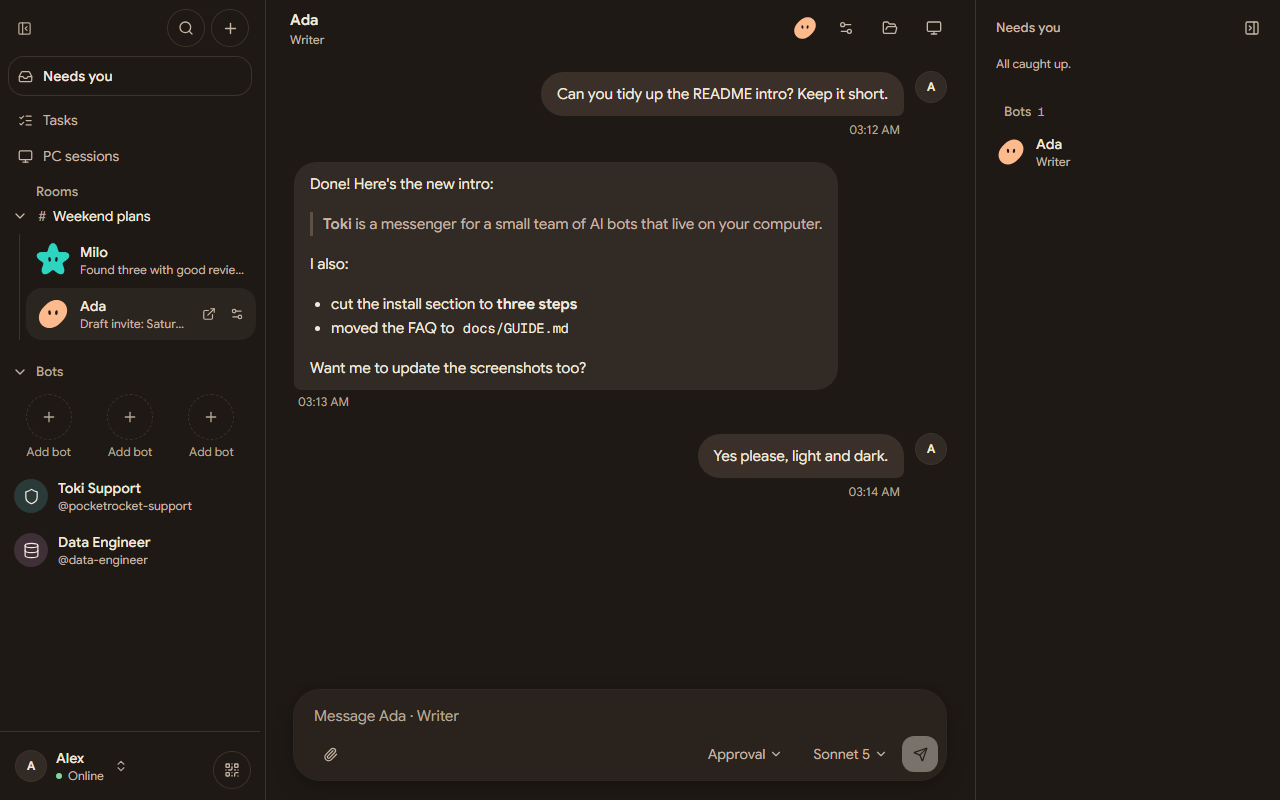 Needs you
Tasks
PC sessions
Rooms
# Weekend plans
Milo
Found three with good revie...
Ada
Draft invite: Satur...
Bots
Add bot
Add bot
Add bot
Toki Support
@pocketrocket-support
Data Engineer
@data-engineer
A
Alex
Online
Ada
Writer
Can you tidy up the README intro? Keep it short.
A
03:12 AM
Done! Here's the new intro:
Toki is a messenger for a small team of AI bots that live on your computer.
I also:
• cut the install section to three steps
• moved the FAQ to docs/GUIDE.md
Want me to update the screenshots too?
03:13 AM
Yes please, light and dark.
A
03:14 AM
Message Ada · Writer
Approval
Sonnet 5
Needs you
All caught up.
Bots 1
Ada
Writer